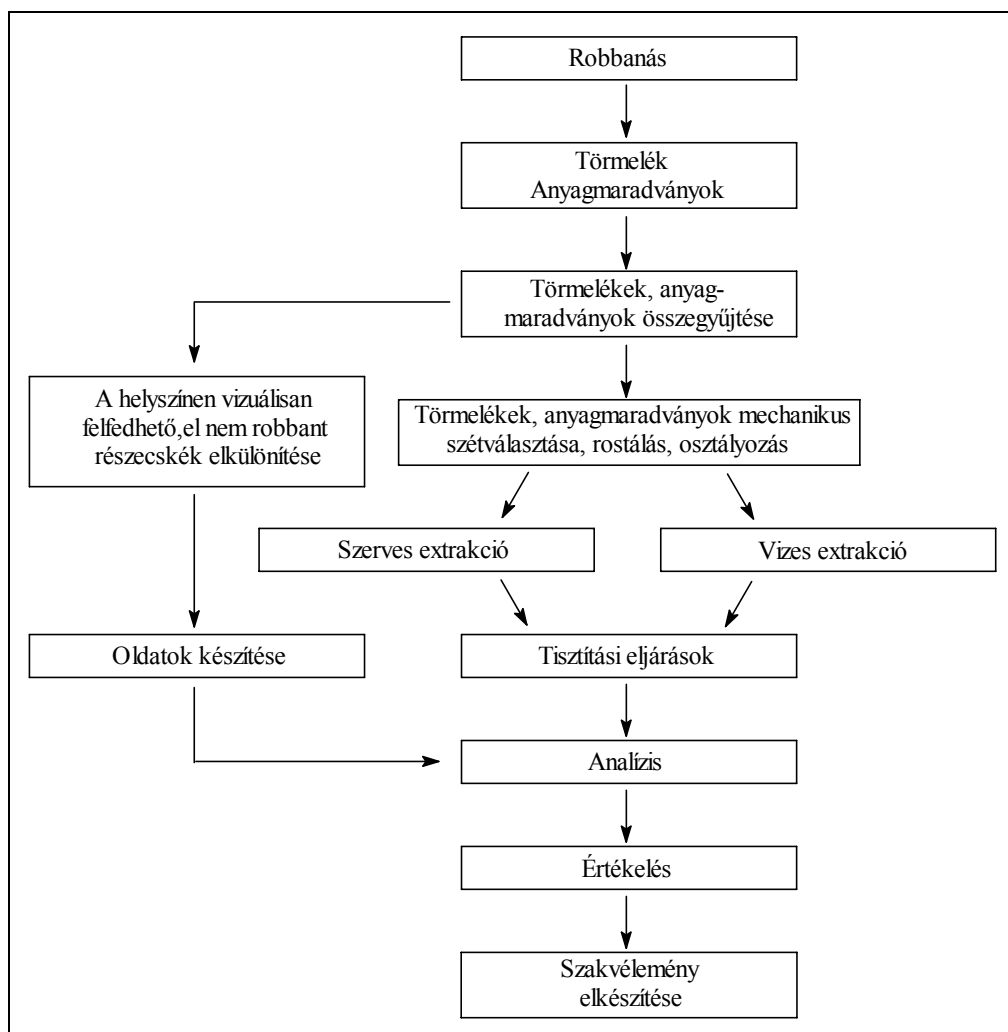 Robbanás
Törmelék
Anyagmaradványok
Törmelékek, anyag-
maradványok összegyűjtése
A helyszínen vizuálisan
felfedhető,el nem robbant
részecskék elkülönítése
Törmelékek, anyagmaradványok mechanikus
szétválasztása, rostálás, osztályozás
Szerves extrakció
Vizes extrakció
Oldatok készítése
Tisztítási eljárások
Analízis
Értékelés
Szakvélemény
elkészítése